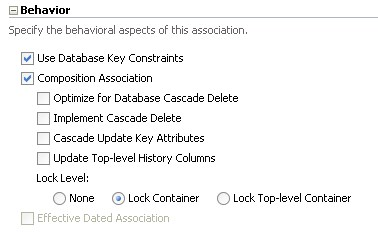 Behavior
Specify the behavioral aspects of this association.
Use Database Key Constraints
Composition Association
Optimize for Database Cascade Delete
Implement Cascade Delete
Cascade Update Key Attributes
Update Top-level History Columns
Lock Level:
None Lock Container Lock Top-level Container
Effective Dated Association